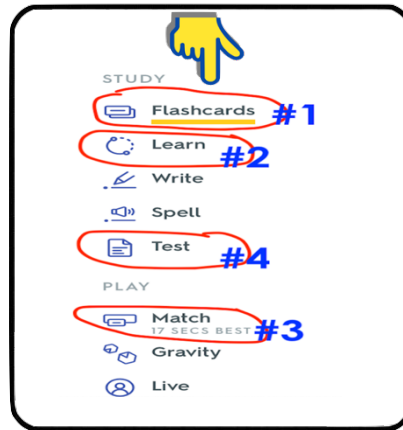 STUDY
Flashcards #1
Learn #2
Write
Spell
Test #4
PLAY
Match
17 SECS BEST #3
Gravity
Live